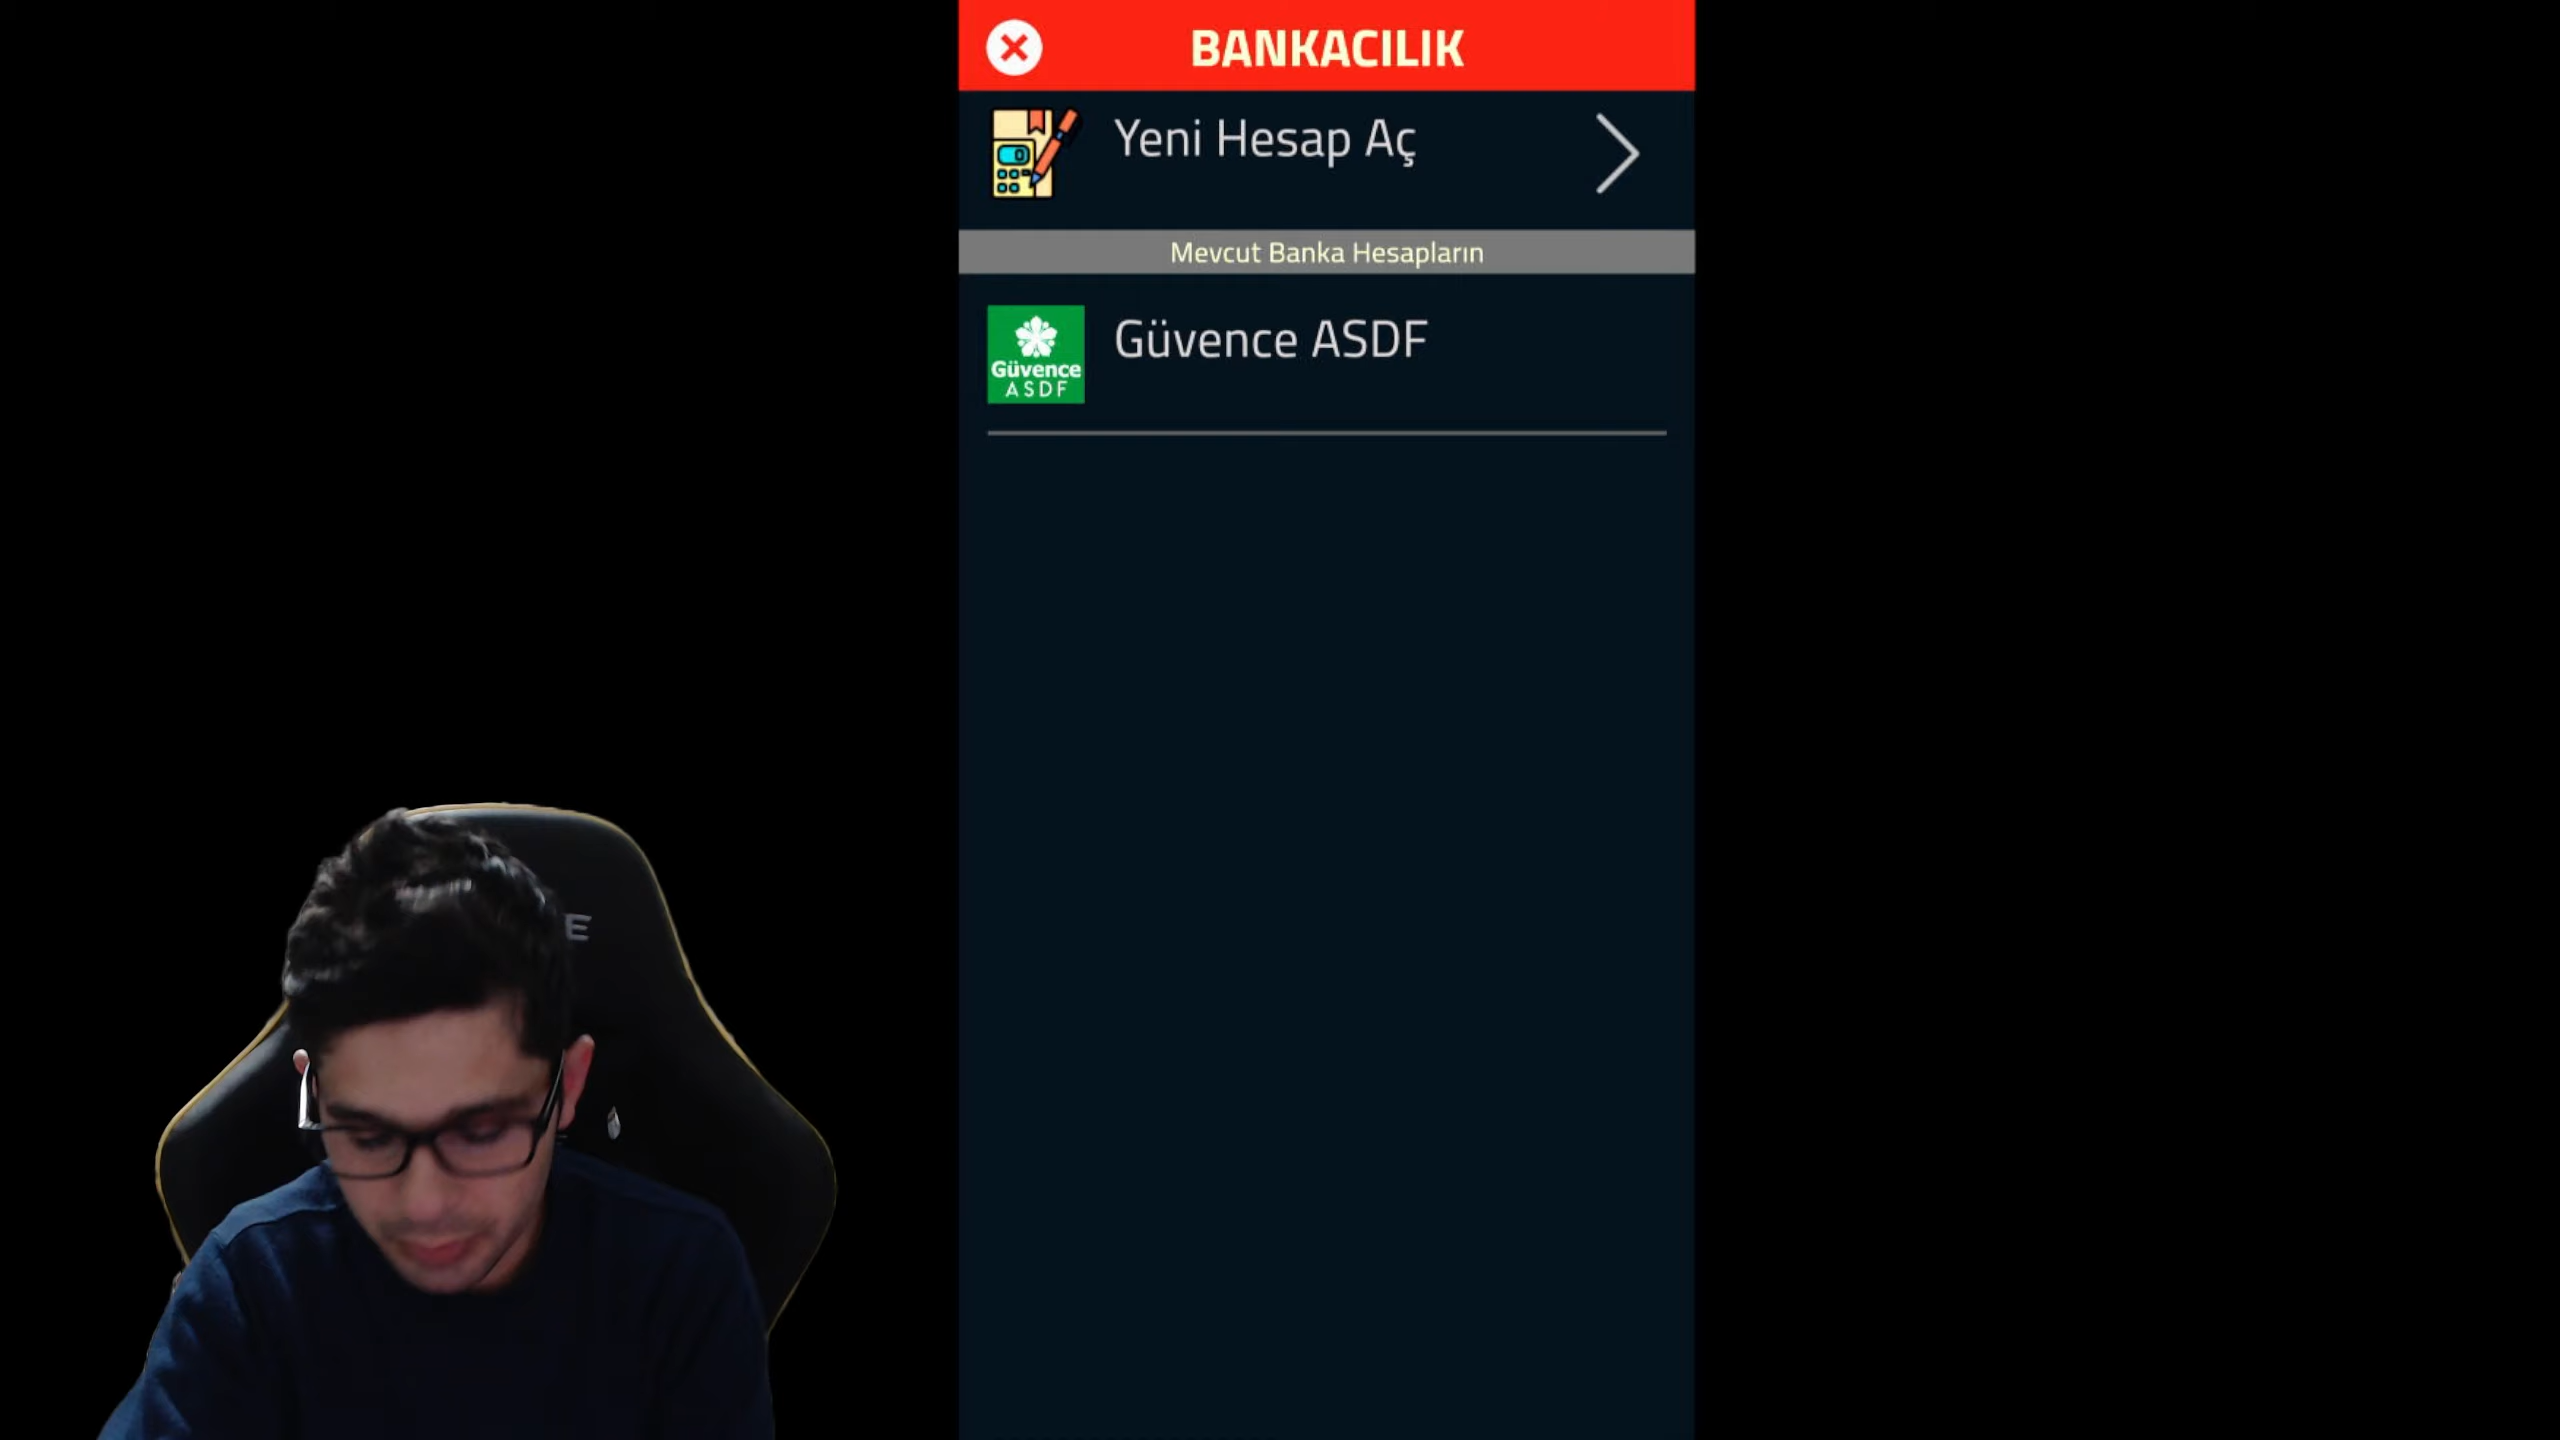 BANKACILIK
Yeni Hesap Aç
Mevcut Banka Hesapların
Güvence
ASDF
Güvence ASDF
E